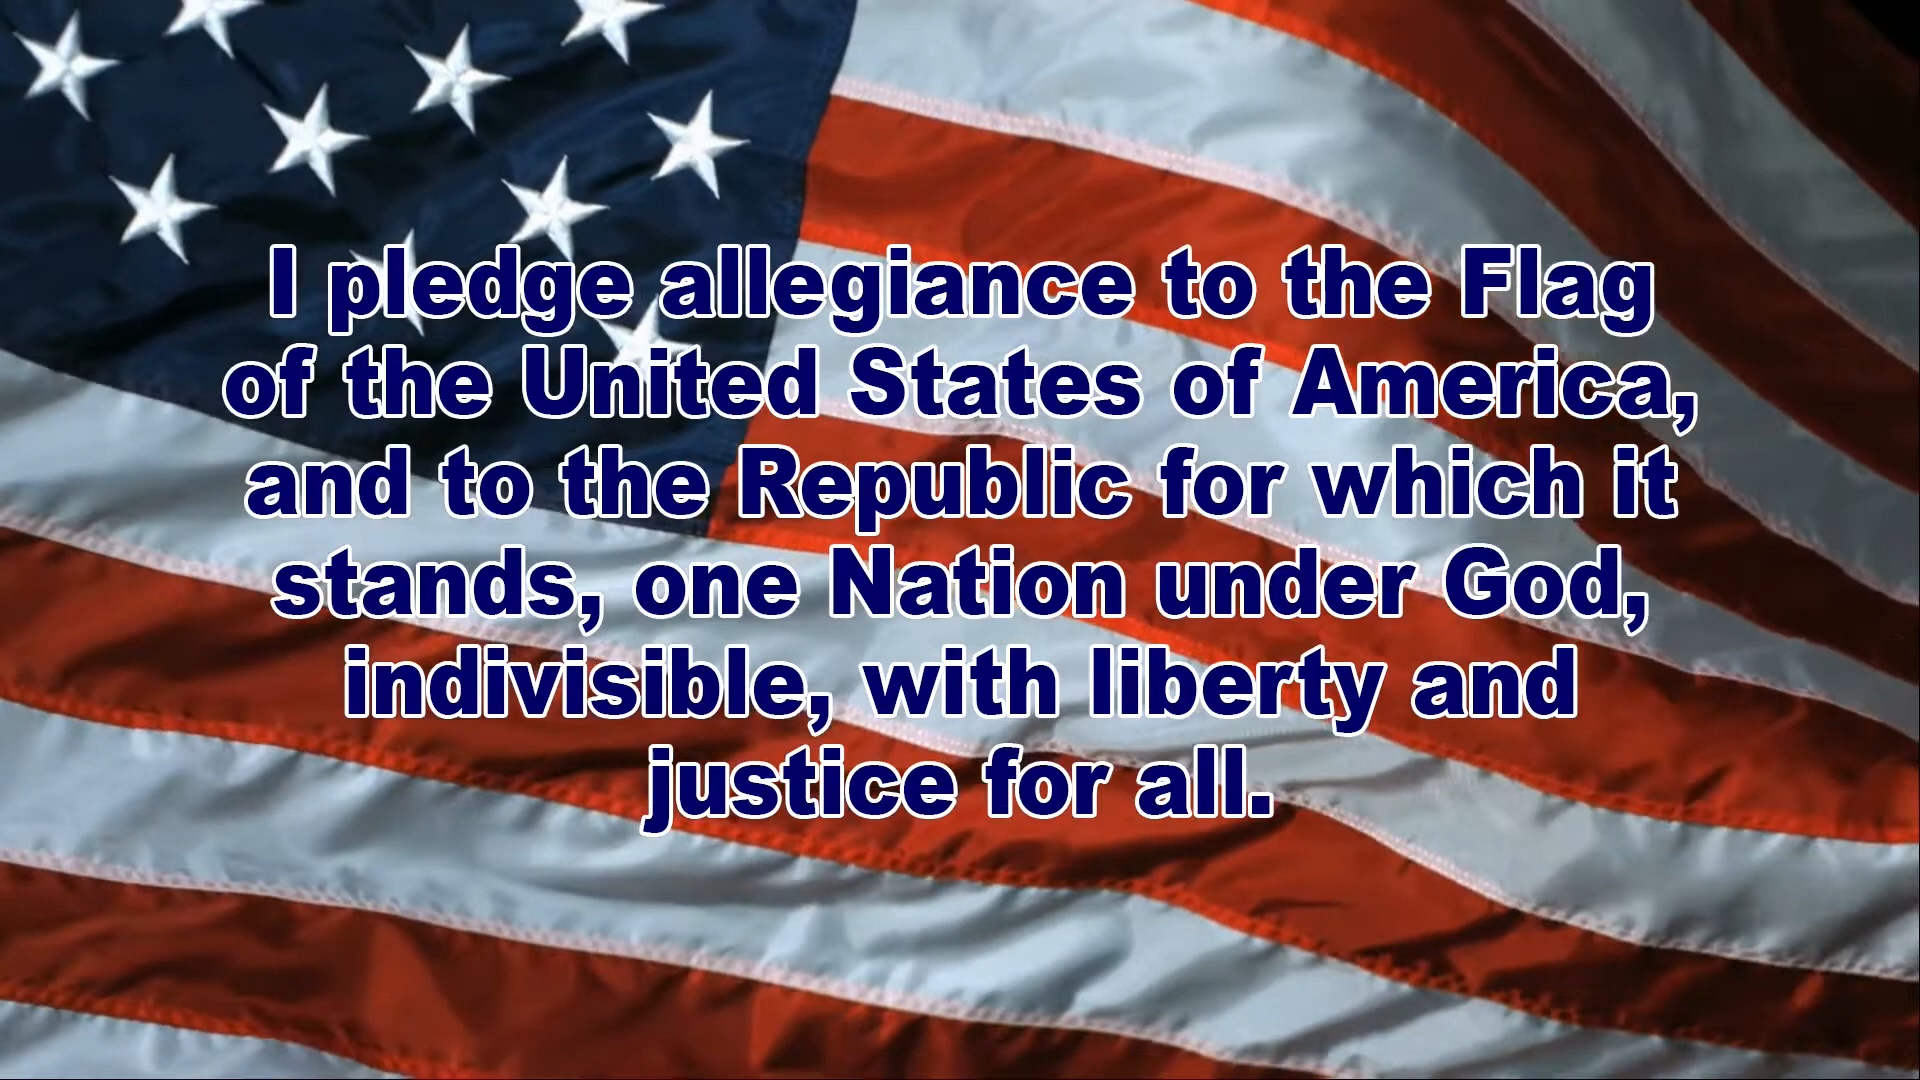 I pledge allegiance to the Flag
of the United States of America,
and to the Republic for which it
stands, one Nation under God,
indivisible, with liberty and
justice for all.